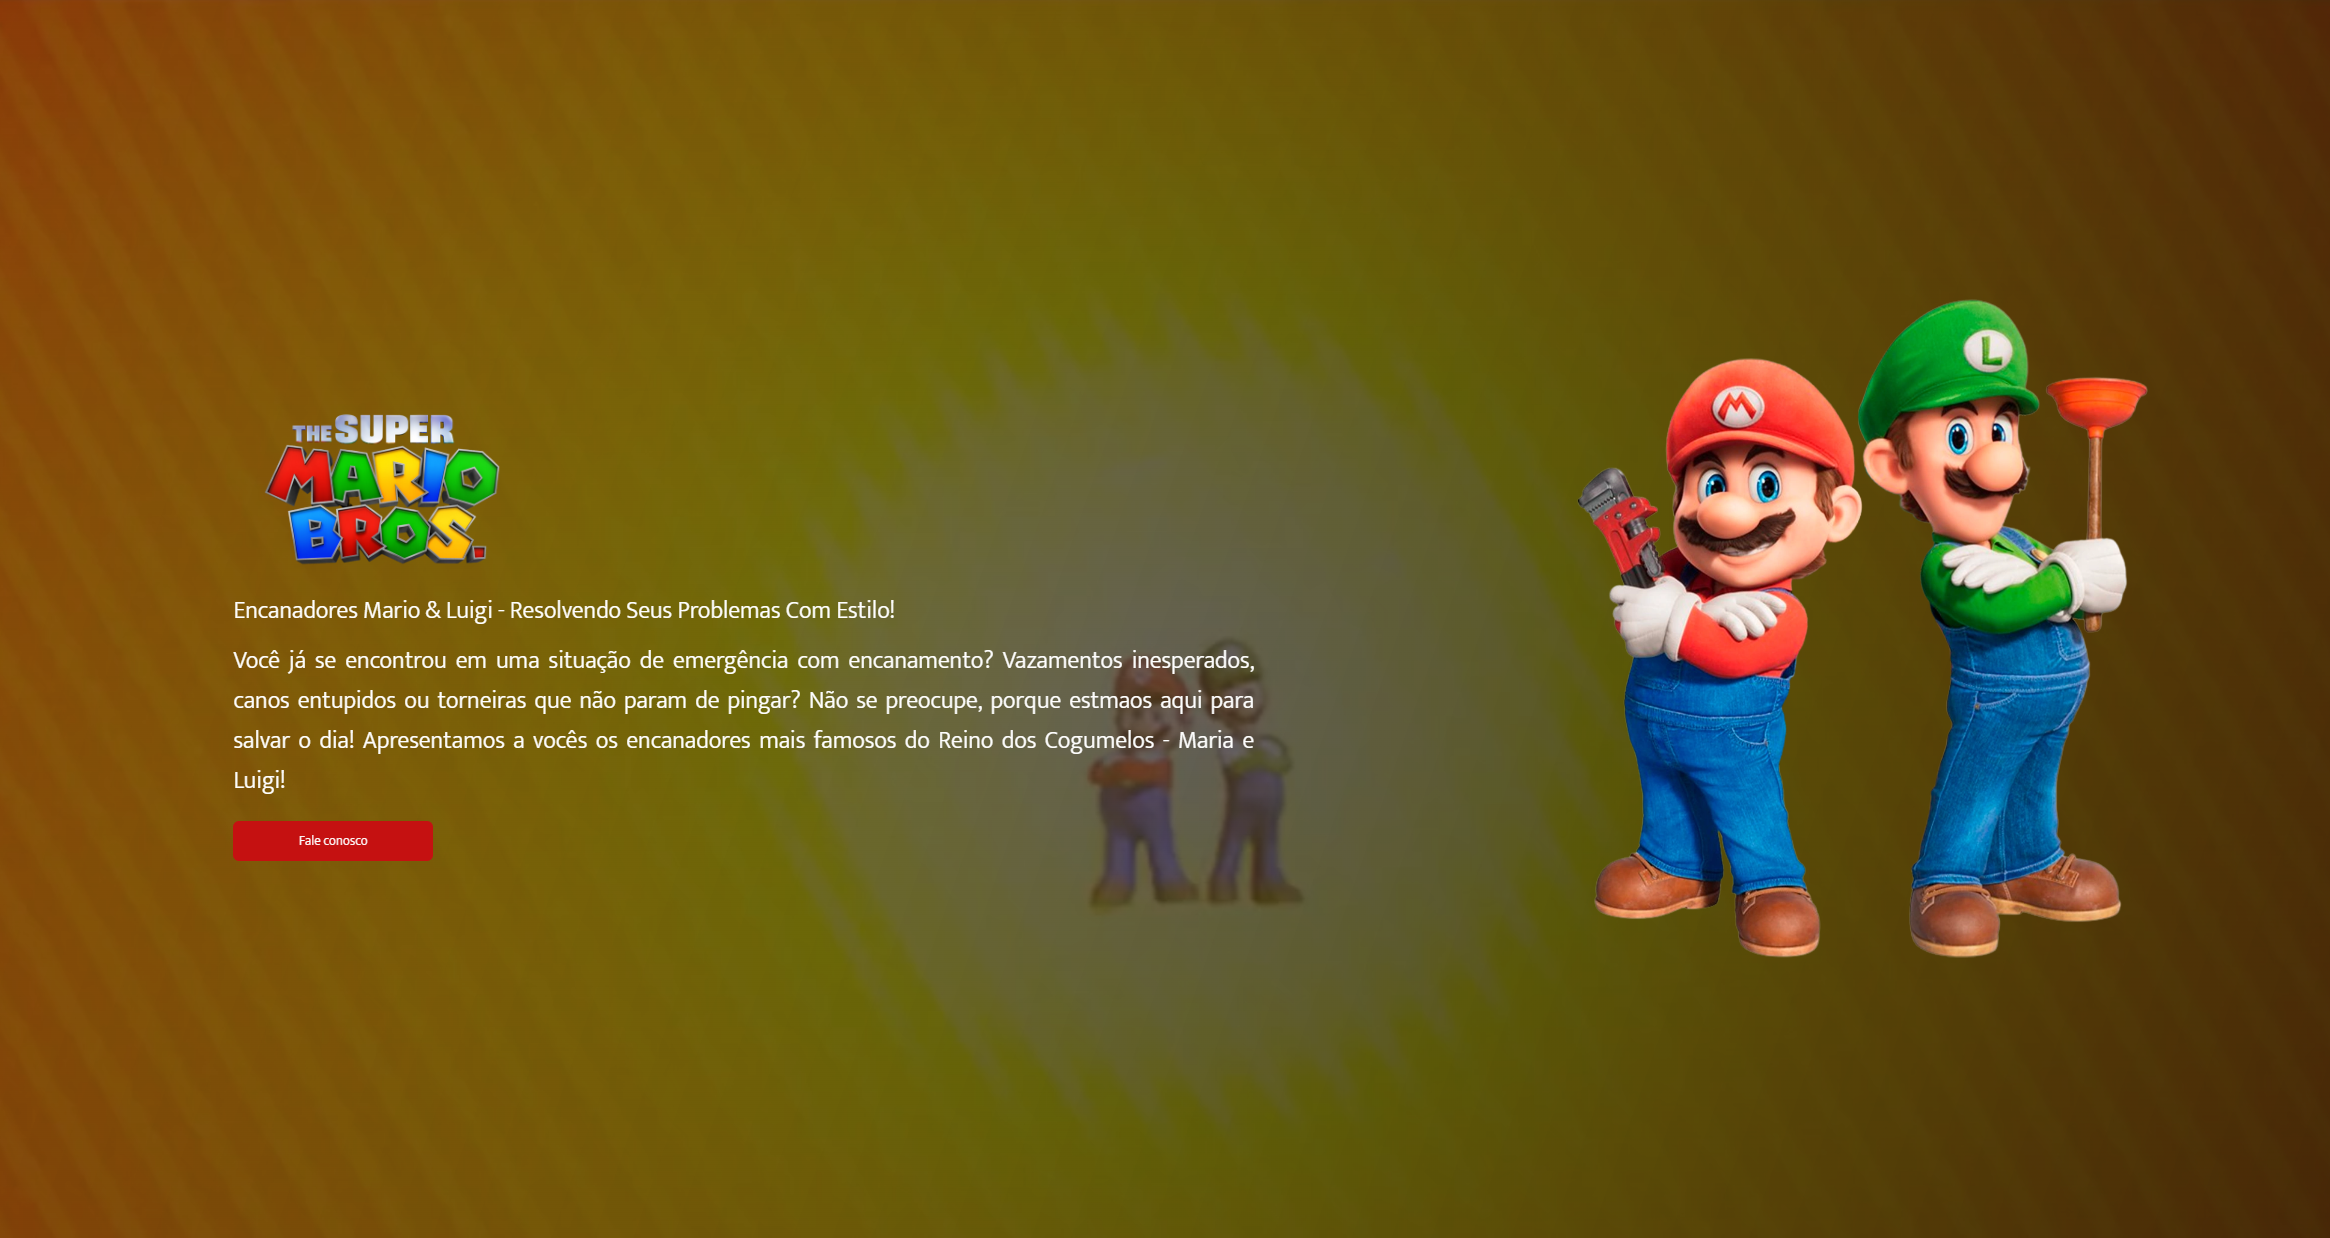 THE SUPER
MARIO
BROS.
M
L
Encanadores Mario & Luigi - Resolvendo Seus Problemas Com Estilo!
Você já se encontrou em uma situação de emergência com encanamento? Vazamentos inesperados,
canos entupidos ou torneiras que não param de pingar? Não se preocupe, porque estmaos aqui para
salvar o dia! Apresentamos a vocês os encanadores mais famosos do Reino dos Cogumelos - Maria e
Luigi!
Fale conosco